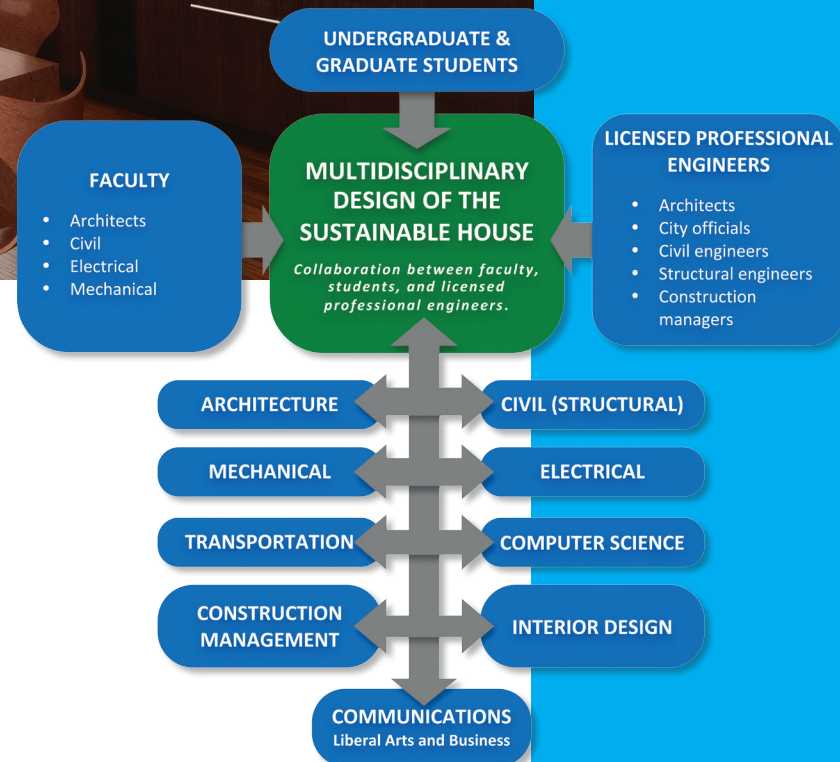 UNDERGRADUATE &
GRADUATE STUDENTS
FACULTY
• Architects
• Civil
• Electrical
• Mechanical
MULTIDISCIPLINARY
DESIGN OF THE
SUSTAINABLE HOUSE
Collaboration between faculty,
students, and licensed
professional engineers.
LICENSED PROFESSIONAL
ENGINEERS
• Architects
• City officials
• Civil engineers
• Structural engineers
• Construction
managers
ARCHITECTURE
CIVIL (STRUCTURAL)
MECHANICAL
ELECTRICAL
TRANSPORTATION
COMPUTER SCIENCE
CONSTRUCTION
MANAGEMENT
INTERIOR DESIGN
COMMUNICATIONS
Liberal Arts and Business